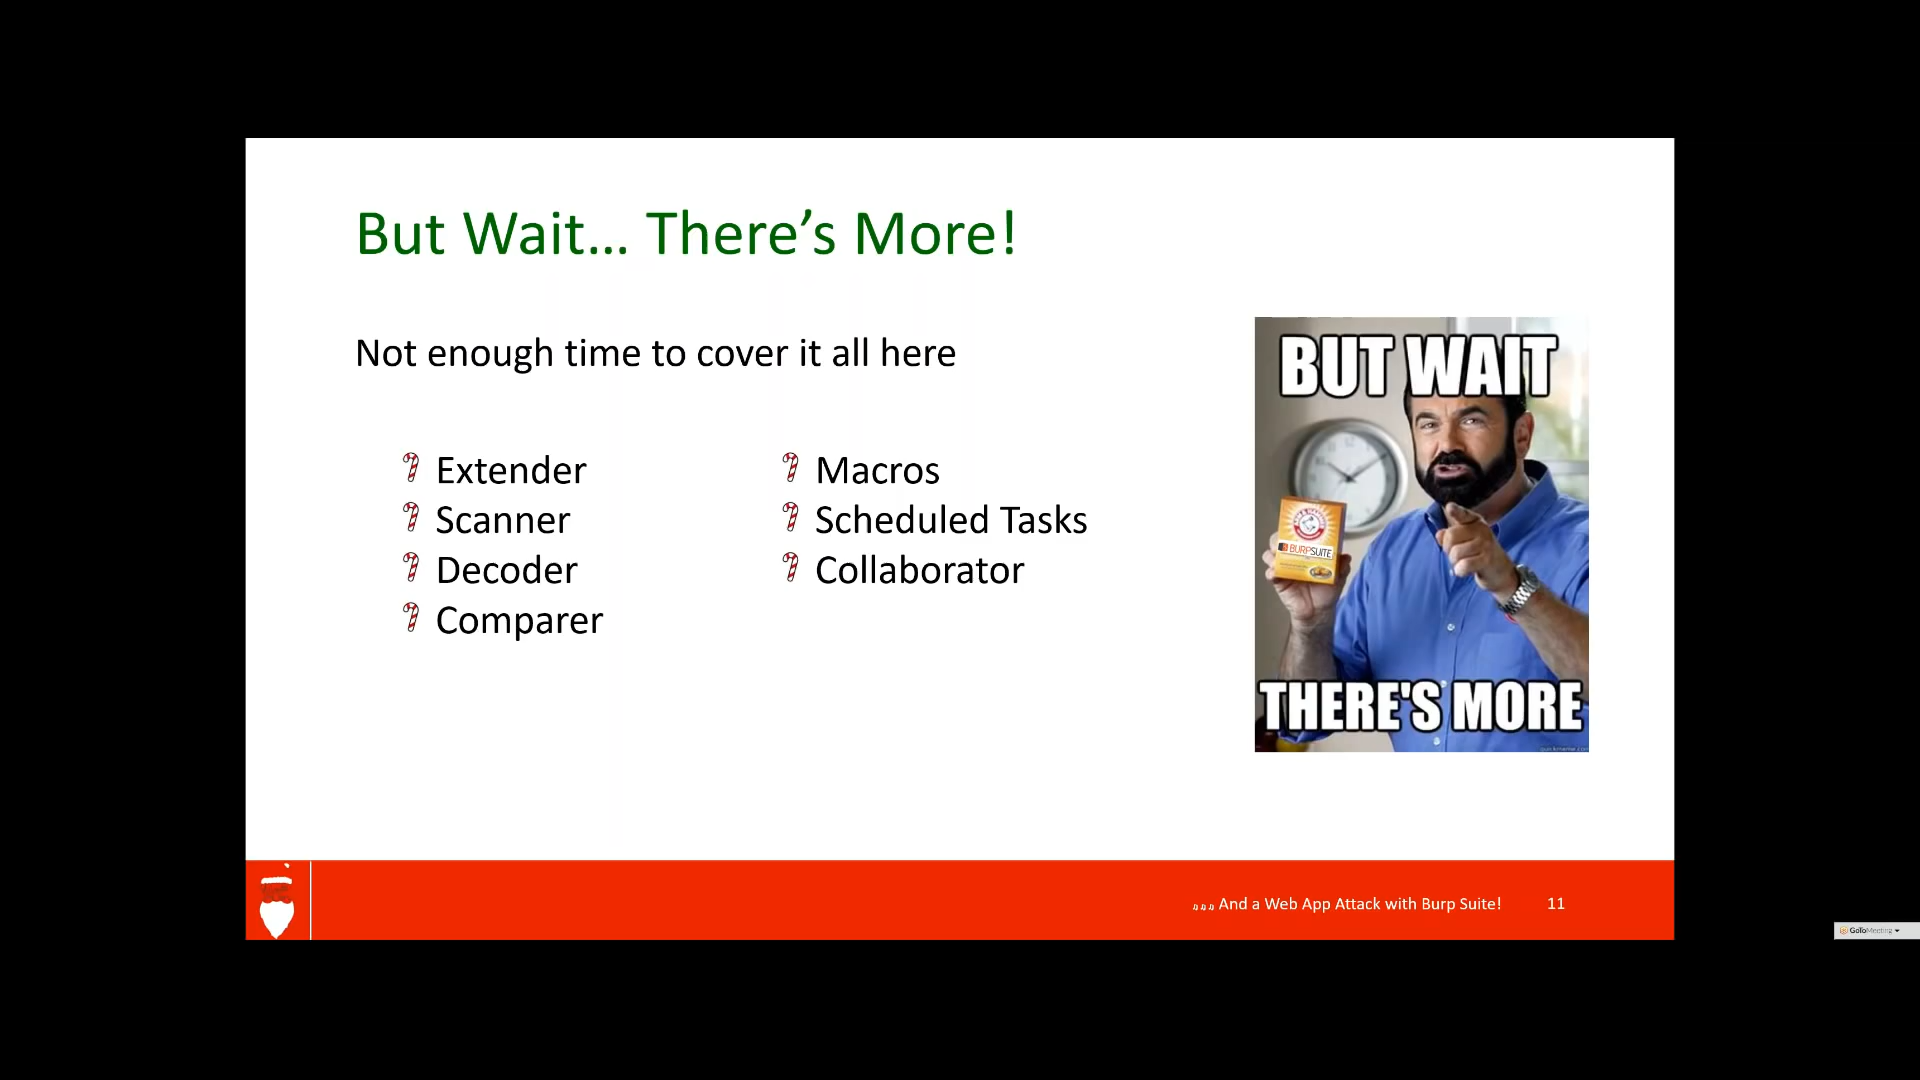 But Wait… There’s More!
Not enough time to cover it all here
Extender
Scanner
Decoder
Comparer
Macros
Scheduled Tasks
Collaborator
BUT WAIT
BURPSUITE
THERE'S MORE
♫♫♫ And a Web App Attack with Burp Suite!
11
GoToMeeting